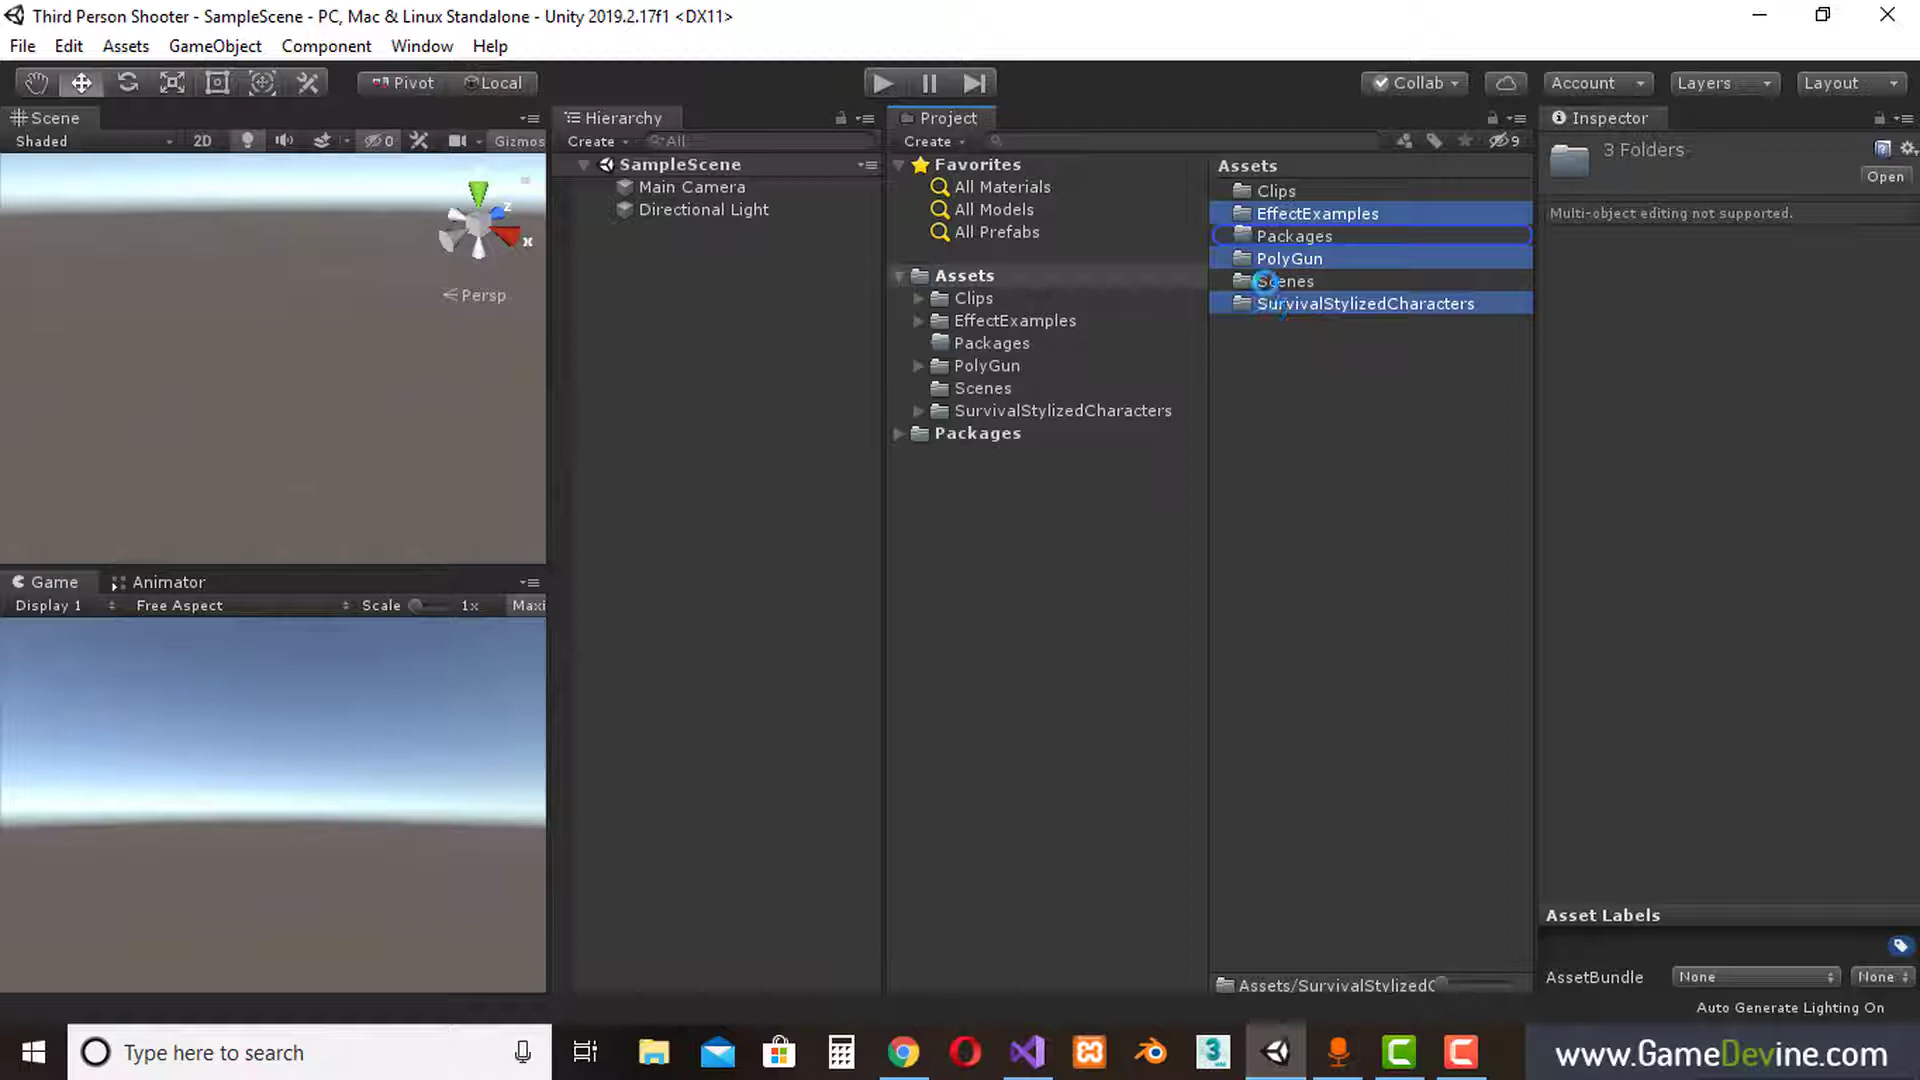 Third Person Shooter - SampleScene - PC, Mac & Linux Standalone - Unity 2019.2.17f1 <DX11>
File Edit Assets GameObject Component Window Help
Pivot Local Collab Account Layers Layout
Scene
Shaded 2D 0 Gizmos
Persp
Game Animator
Display 1 Free Aspect Scale 1x Maxi
Hierarchy
Create All
SampleScene
Main Camera
Directional Light
Project
Create 9
Favorites
All Materials
All Models
All Prefabs
Assets
Clips
EffectExamples
Packages
PolyGun
Scenes
SurvivalStylizedCharacters
Packages
Assets
Clips
EffectExamples
Packages
PolyGun
Scenes
SurvivalStylizedCharacters
Assets/SurvivalStylizedC
Inspector
3 Folders
Open
Multi-object editing not supported.
Asset Labels
AssetBundle None None
Auto Generate Lighting On
Type here to search
www.GameDevine.com